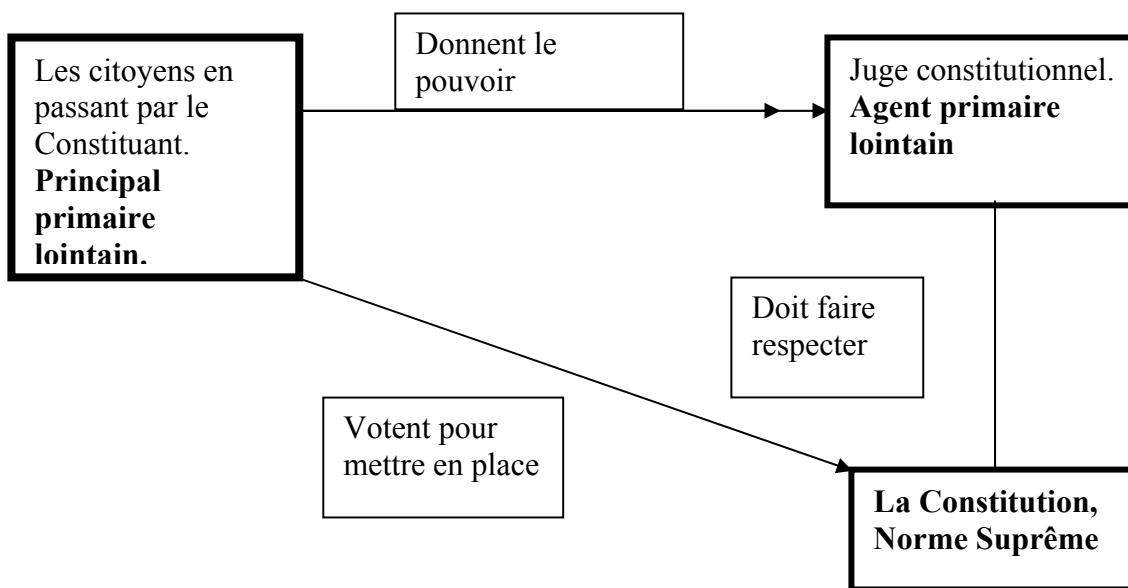 Les citoyens en
passant par le
Constituant.
Principal
primaire
lointain.
Donnent le
pouvoir
Juge constitutionnel.
Agent primaire
lointain
Doit faire
respecter
Votent pour
mettre en place
La Constitution,
Norme Suprême